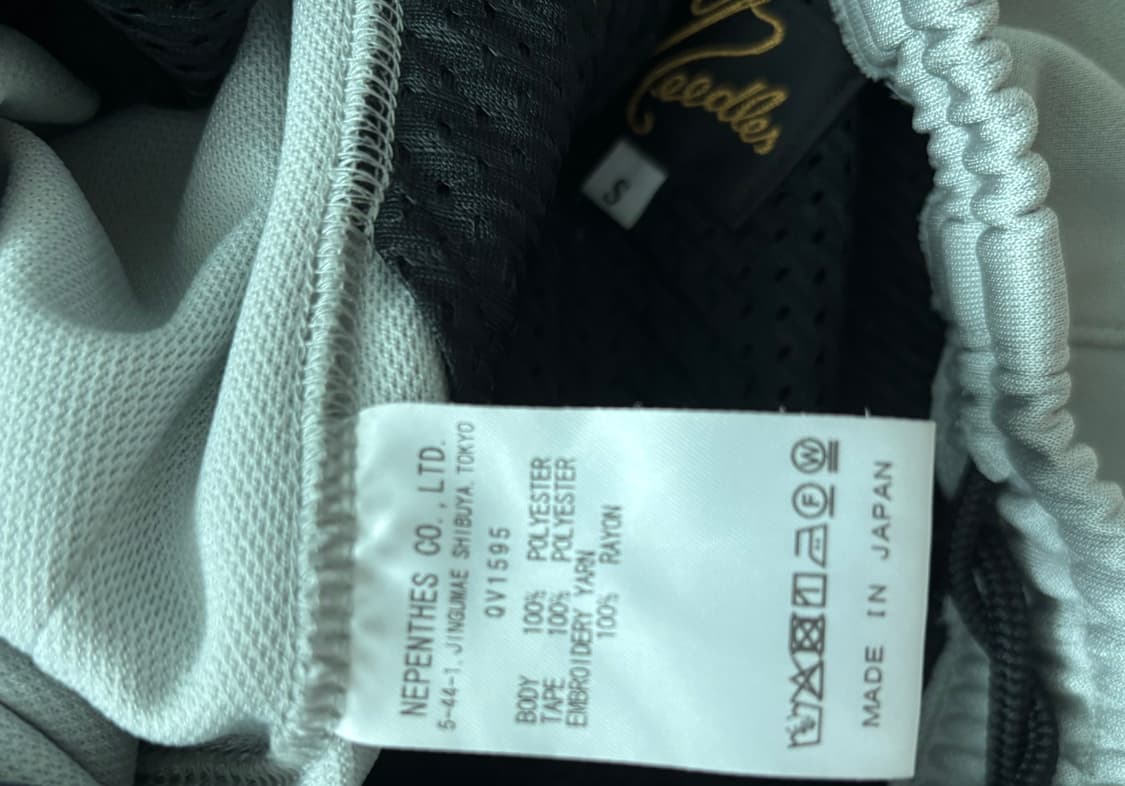 Needles
S
NEPENTHES CO.,LTD.
5-44-1, JINGUMAE SHIBUYA, TOKYO
QV1595
BODY 100% POLYESTER
TAPE 100% POLYESTER
EMBROIDERY YARN
100% RAYON
F W
MADE IN JAPAN